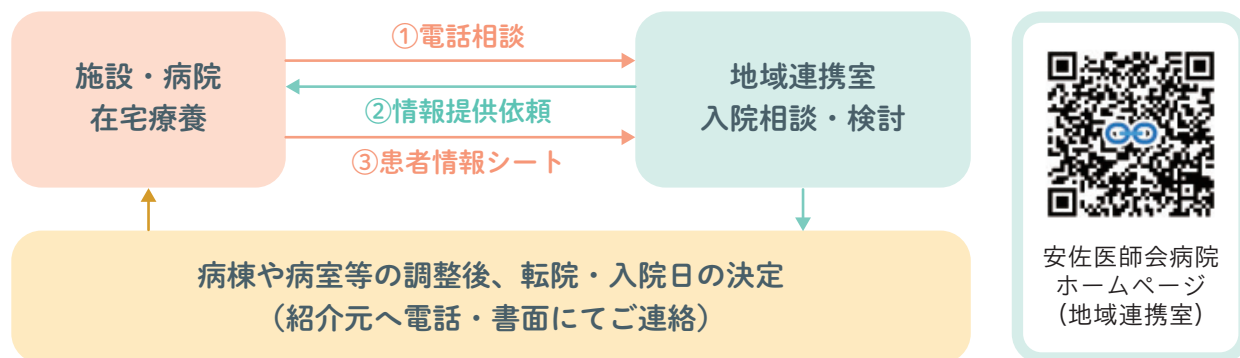 施設・病院
在宅療養
①電話相談
②情報提供依頼
③患者情報シート
地域連携室
入院相談・検討
病棟や病室等の調整後、転院・入院日の決定
（紹介元へ電話・書面にてご連絡）
安佐医師会病院
ホームページ
（地域連携室）